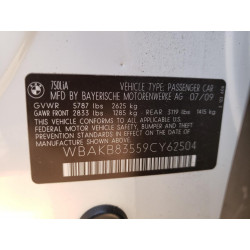 750LiA
VEHICLE TYPE: PASSENGER CAR
MFD BY BAYERISCHE MOTORENWERKE AG 07/09
GVWR 5787 lbs 2625 kg
GAWR FRONT 2833 lbs 1285 kg REAR 3119 lbs 1415 kg
THIS VEHICLE CONFORMS TO ALL APPLICABLE U.S. FEDERAL
MOTOR VEHICLE SAFETY, BUMPER, AND THEFT PREVENTION
STANDARDS IN EFFECT ON THE DATE OF MANUFACTURE SHOWN ABOVE.
WBAKB83559CY62504